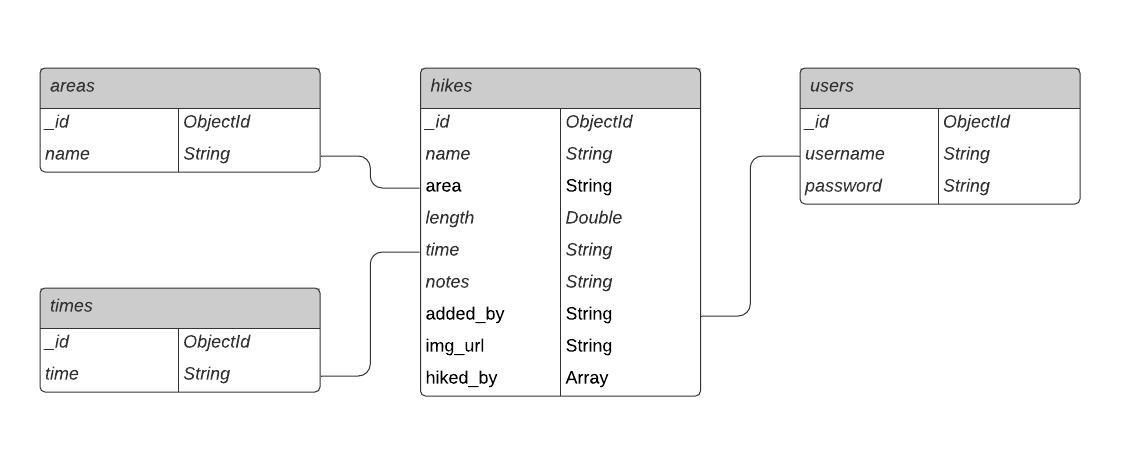 areas
_id ObjectId
name String
times
_id ObjectId
time String
hikes
_id ObjectId
name String
area String
length Double
time String
notes String
added_by String
img_url String
hiked_by Array
users
_id ObjectId
username String
password String